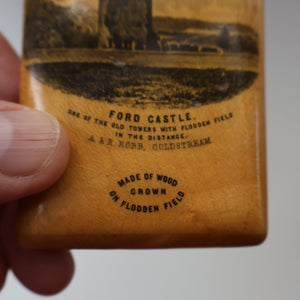 FORD CASTLE.
ONE OF THE OLD TOWERS WITH FLODDEN FIELD
IN THE DISTANCE.
A & R. ROBB, COLDSTREAM.
MADE OF WOOD
GROWN
ON FLODDEN FIELD